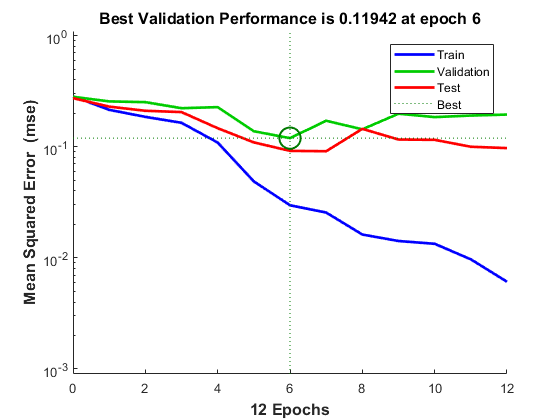 Best Validation Performance is 0.11942 at epoch 6
Mean Squared Error (mse)
10^0
10^-1
10^-2
10^-3
Train
Validation
Test
Best
0 2 4 6 8 10 12
12 Epochs